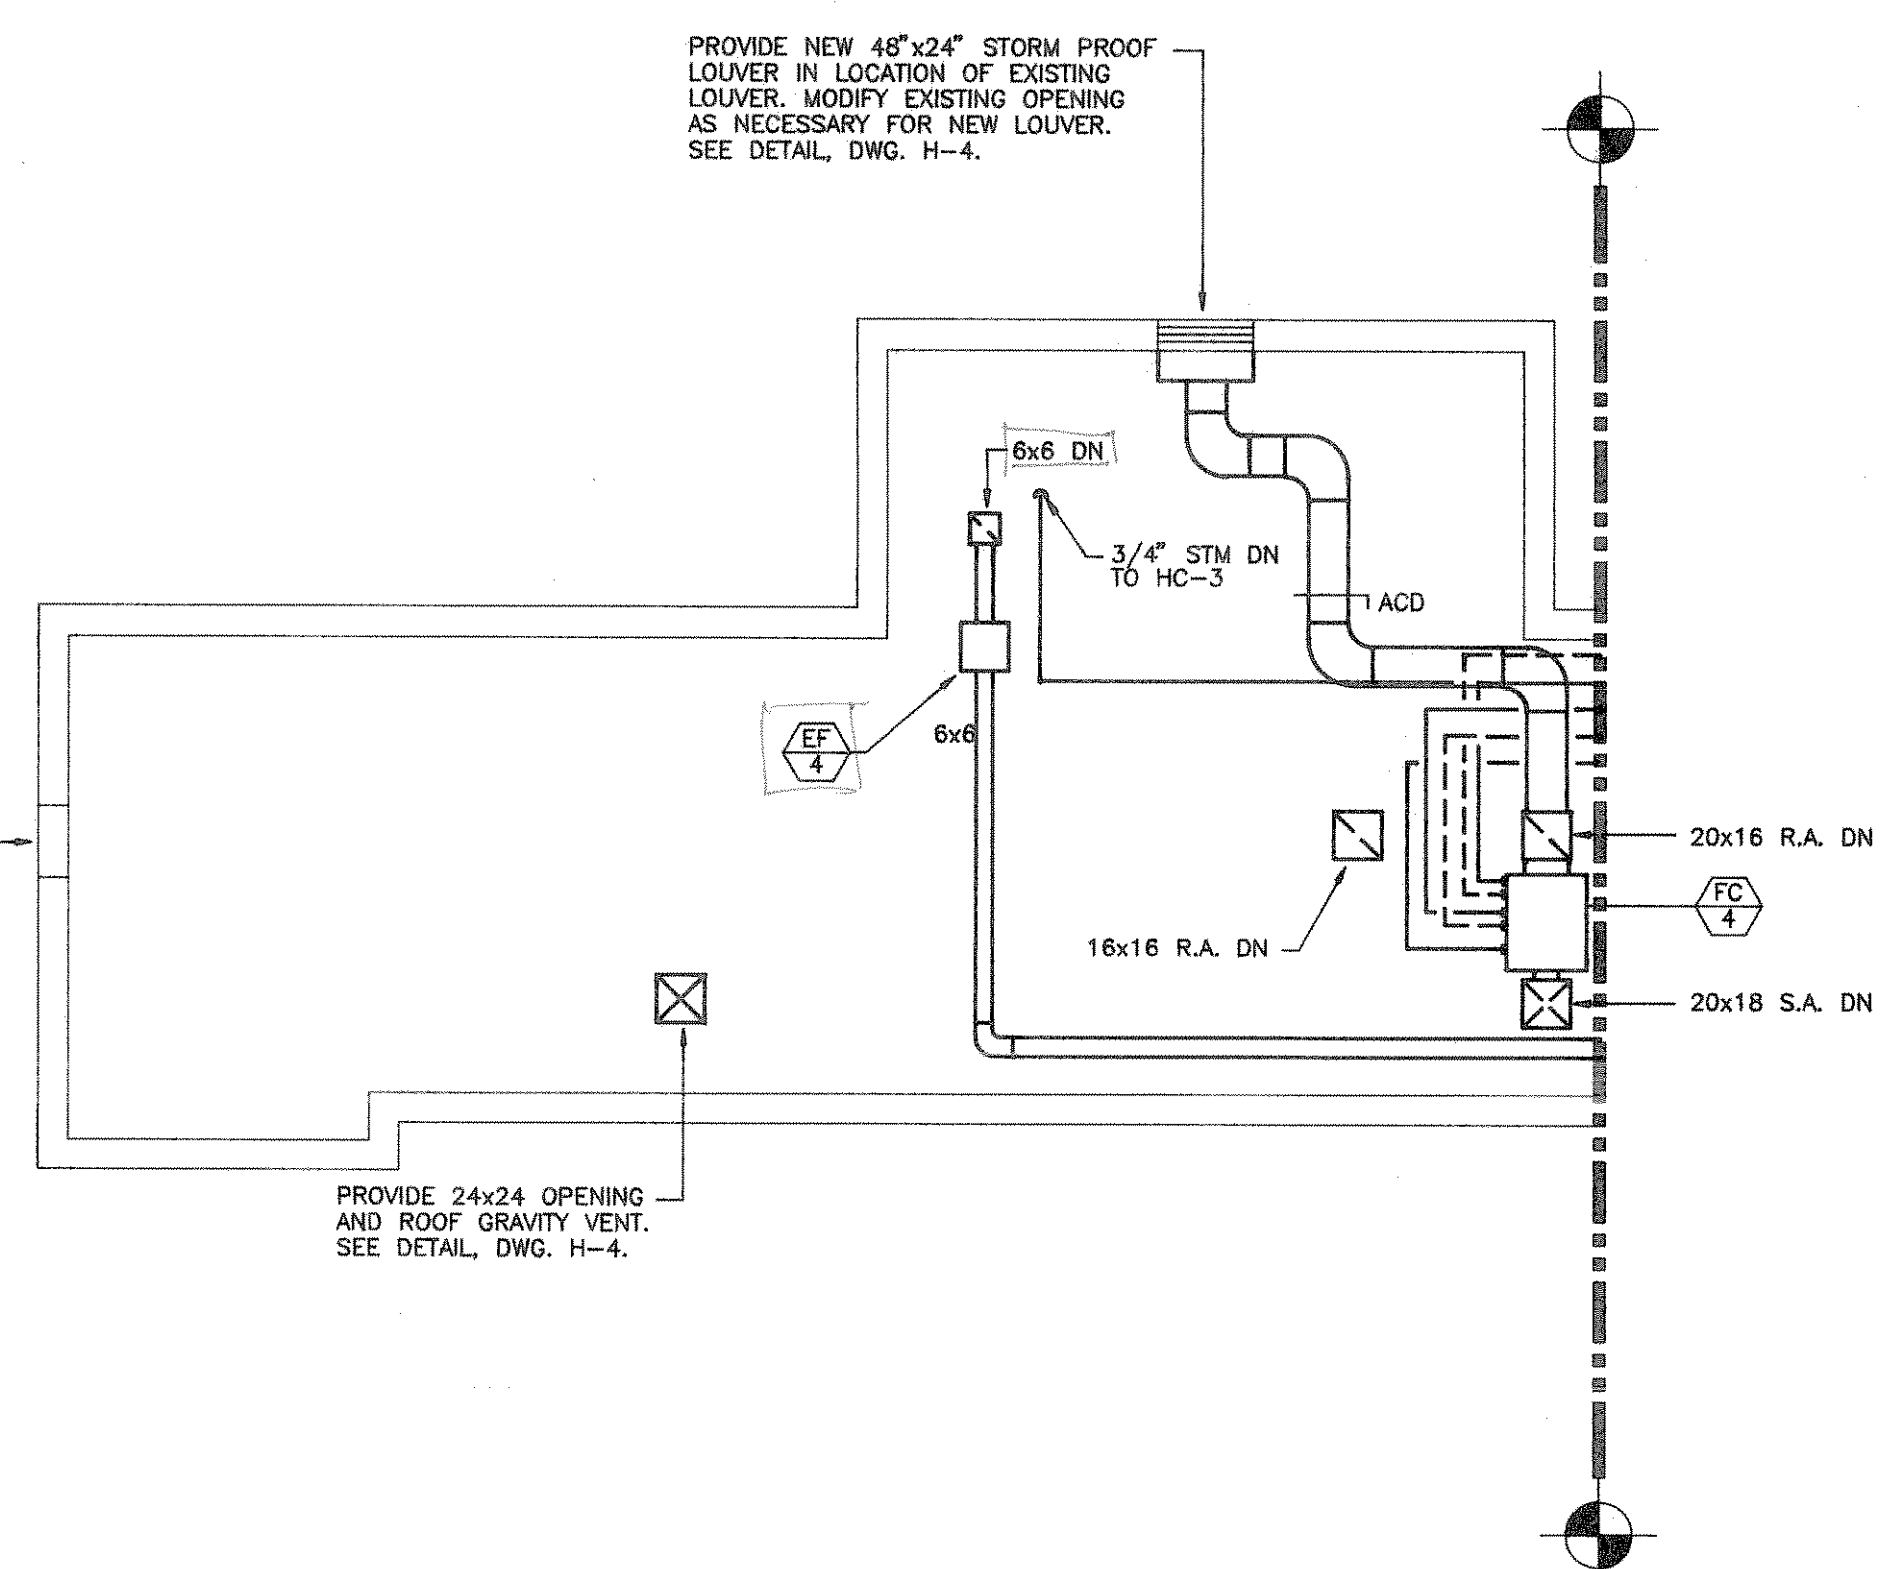 PROVIDE NEW 48"x24" STORM PROOF
LOUVER IN LOCATION OF EXISTING
LOUVER. MODIFY EXISTING OPENING
AS NECESSARY FOR NEW LOUVER.
SEE DETAIL, DWG. H-4.
6x6 DN
3/4" STM DN
TO HC-3
ACD
EF
4
6x6
20x16 R.A. DN
FC
4
16x16 R.A. DN
20x18 S.A. DN
PROVIDE 24x24 OPENING
AND ROOF GRAVITY VENT.
SEE DETAIL, DWG. H-4.